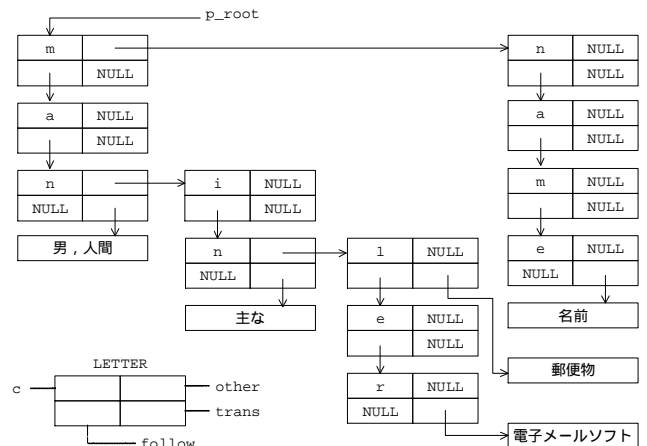 p_root
m
n NULL
NULL NULL
a NULL a NULL
NULL NULL
n i NULL m NULL
NULL NULL NULL
男，人間 n l NULL e NULL
NULL NULL
主な e NULL 名前
NULL
LETTER 郵便物
c other r NULL
trans NULL
follow 電子メールソフト